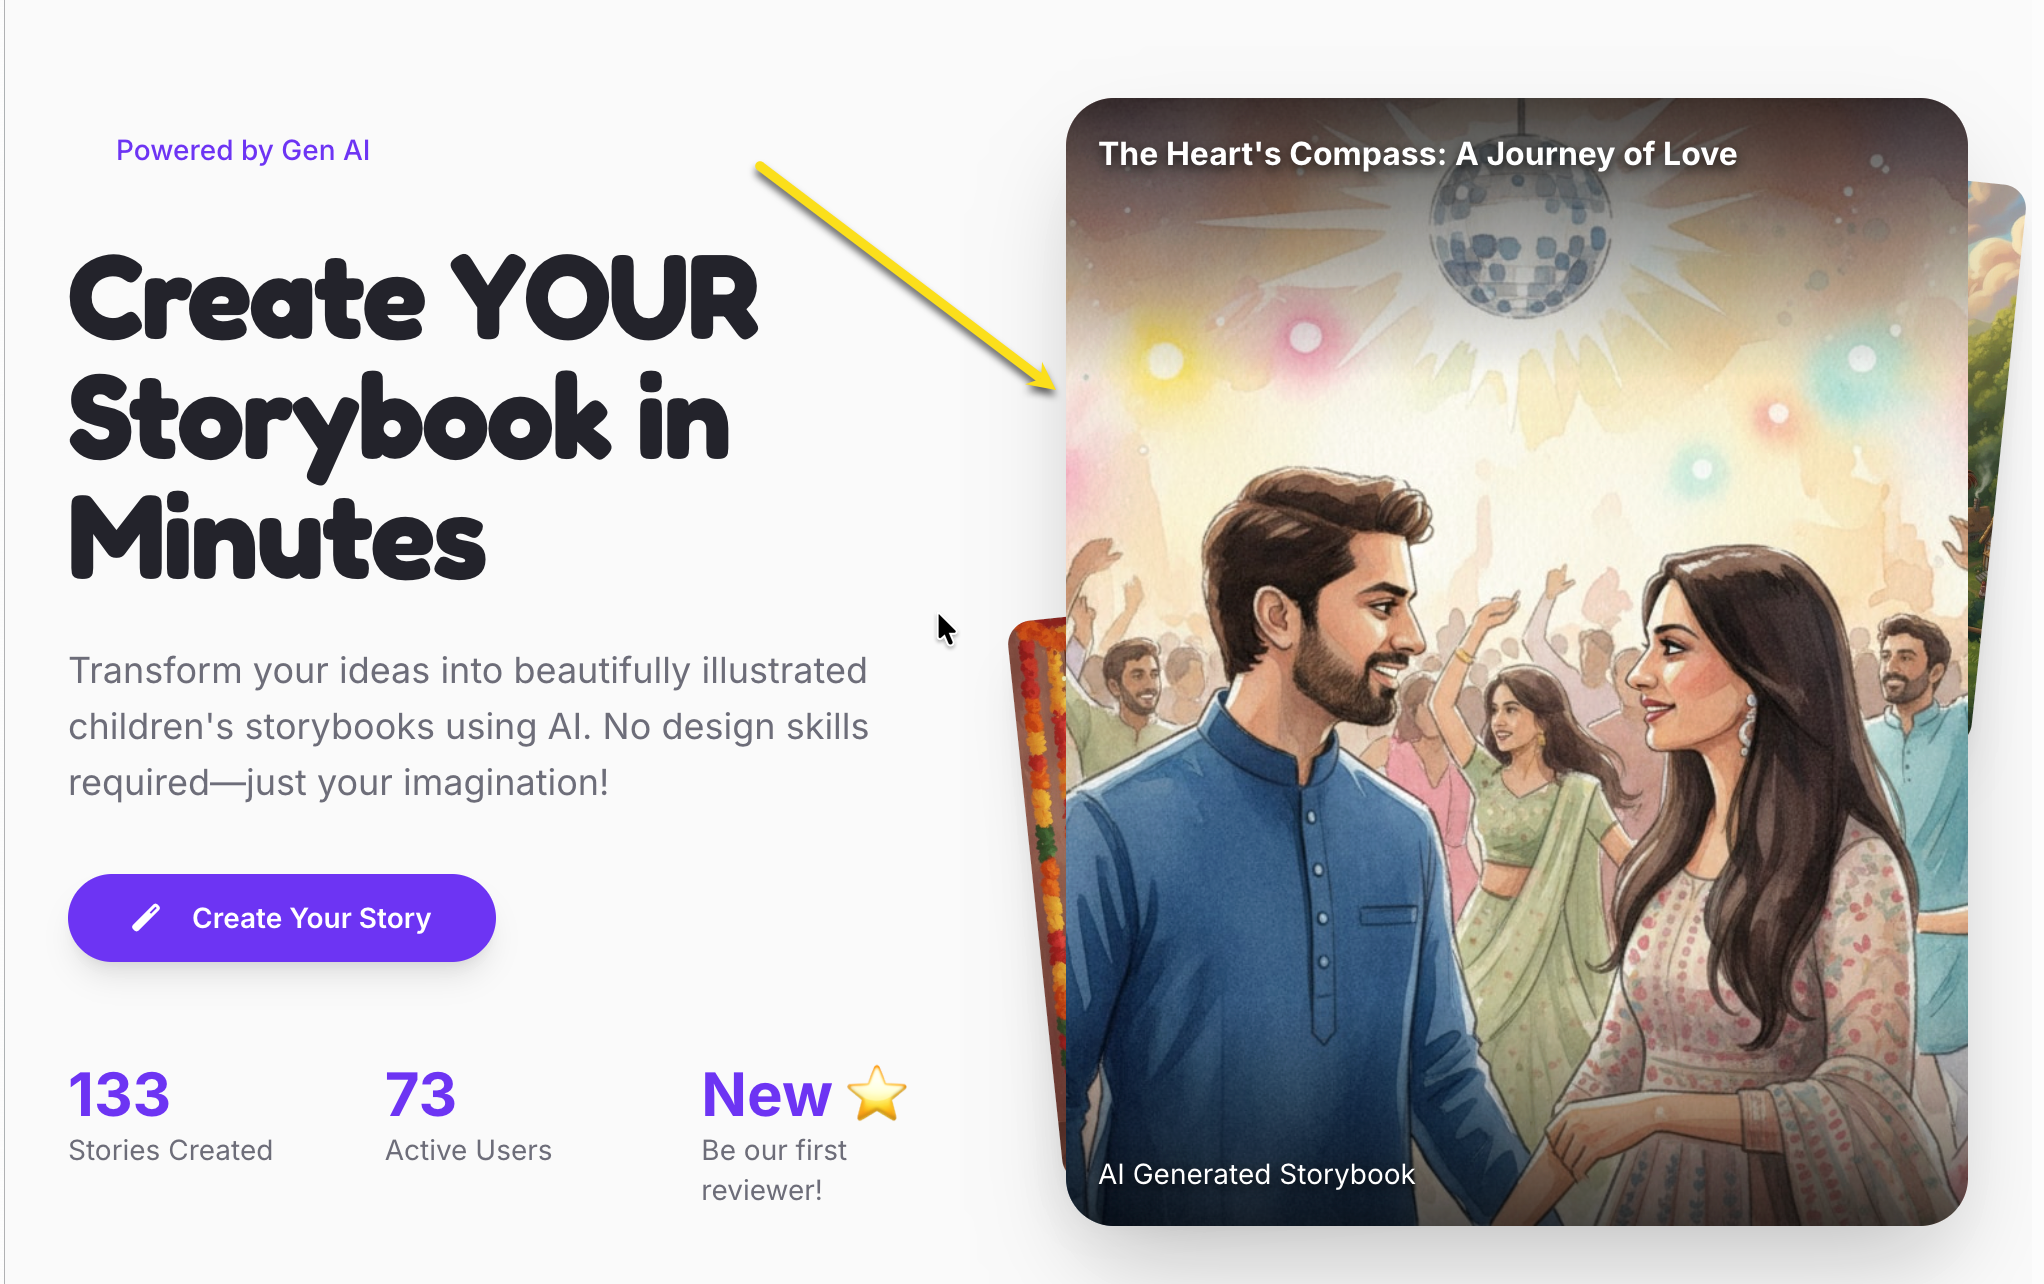 Powered by Gen AI
Create YOUR
Storybook in
Minutes
Transform your ideas into beautifully illustrated
children's storybooks using AI. No design skills
required—just your imagination!
Create Your Story
133
Stories Created
73
Active Users
New ⭐
Be our first
reviewer!
The Heart's Compass: A Journey of Love
AI Generated Storybook